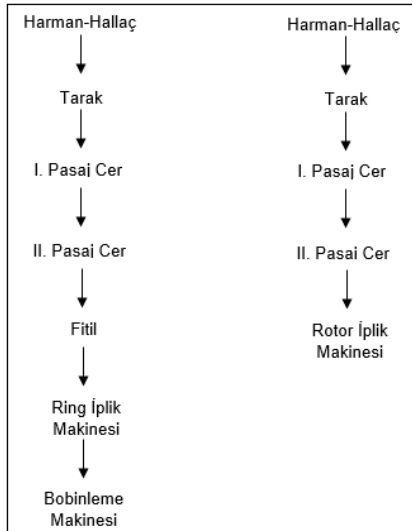 Harman-Hallaç
Tarak
I. Pasaj Cer
II. Pasaj Cer
Fitil
Ring İplik
Makinesi
Bobinleme
Makinesi
Harman-Hallaç
Tarak
I. Pasaj Cer
II. Pasai Cer
Rotor İplik
Makinesi